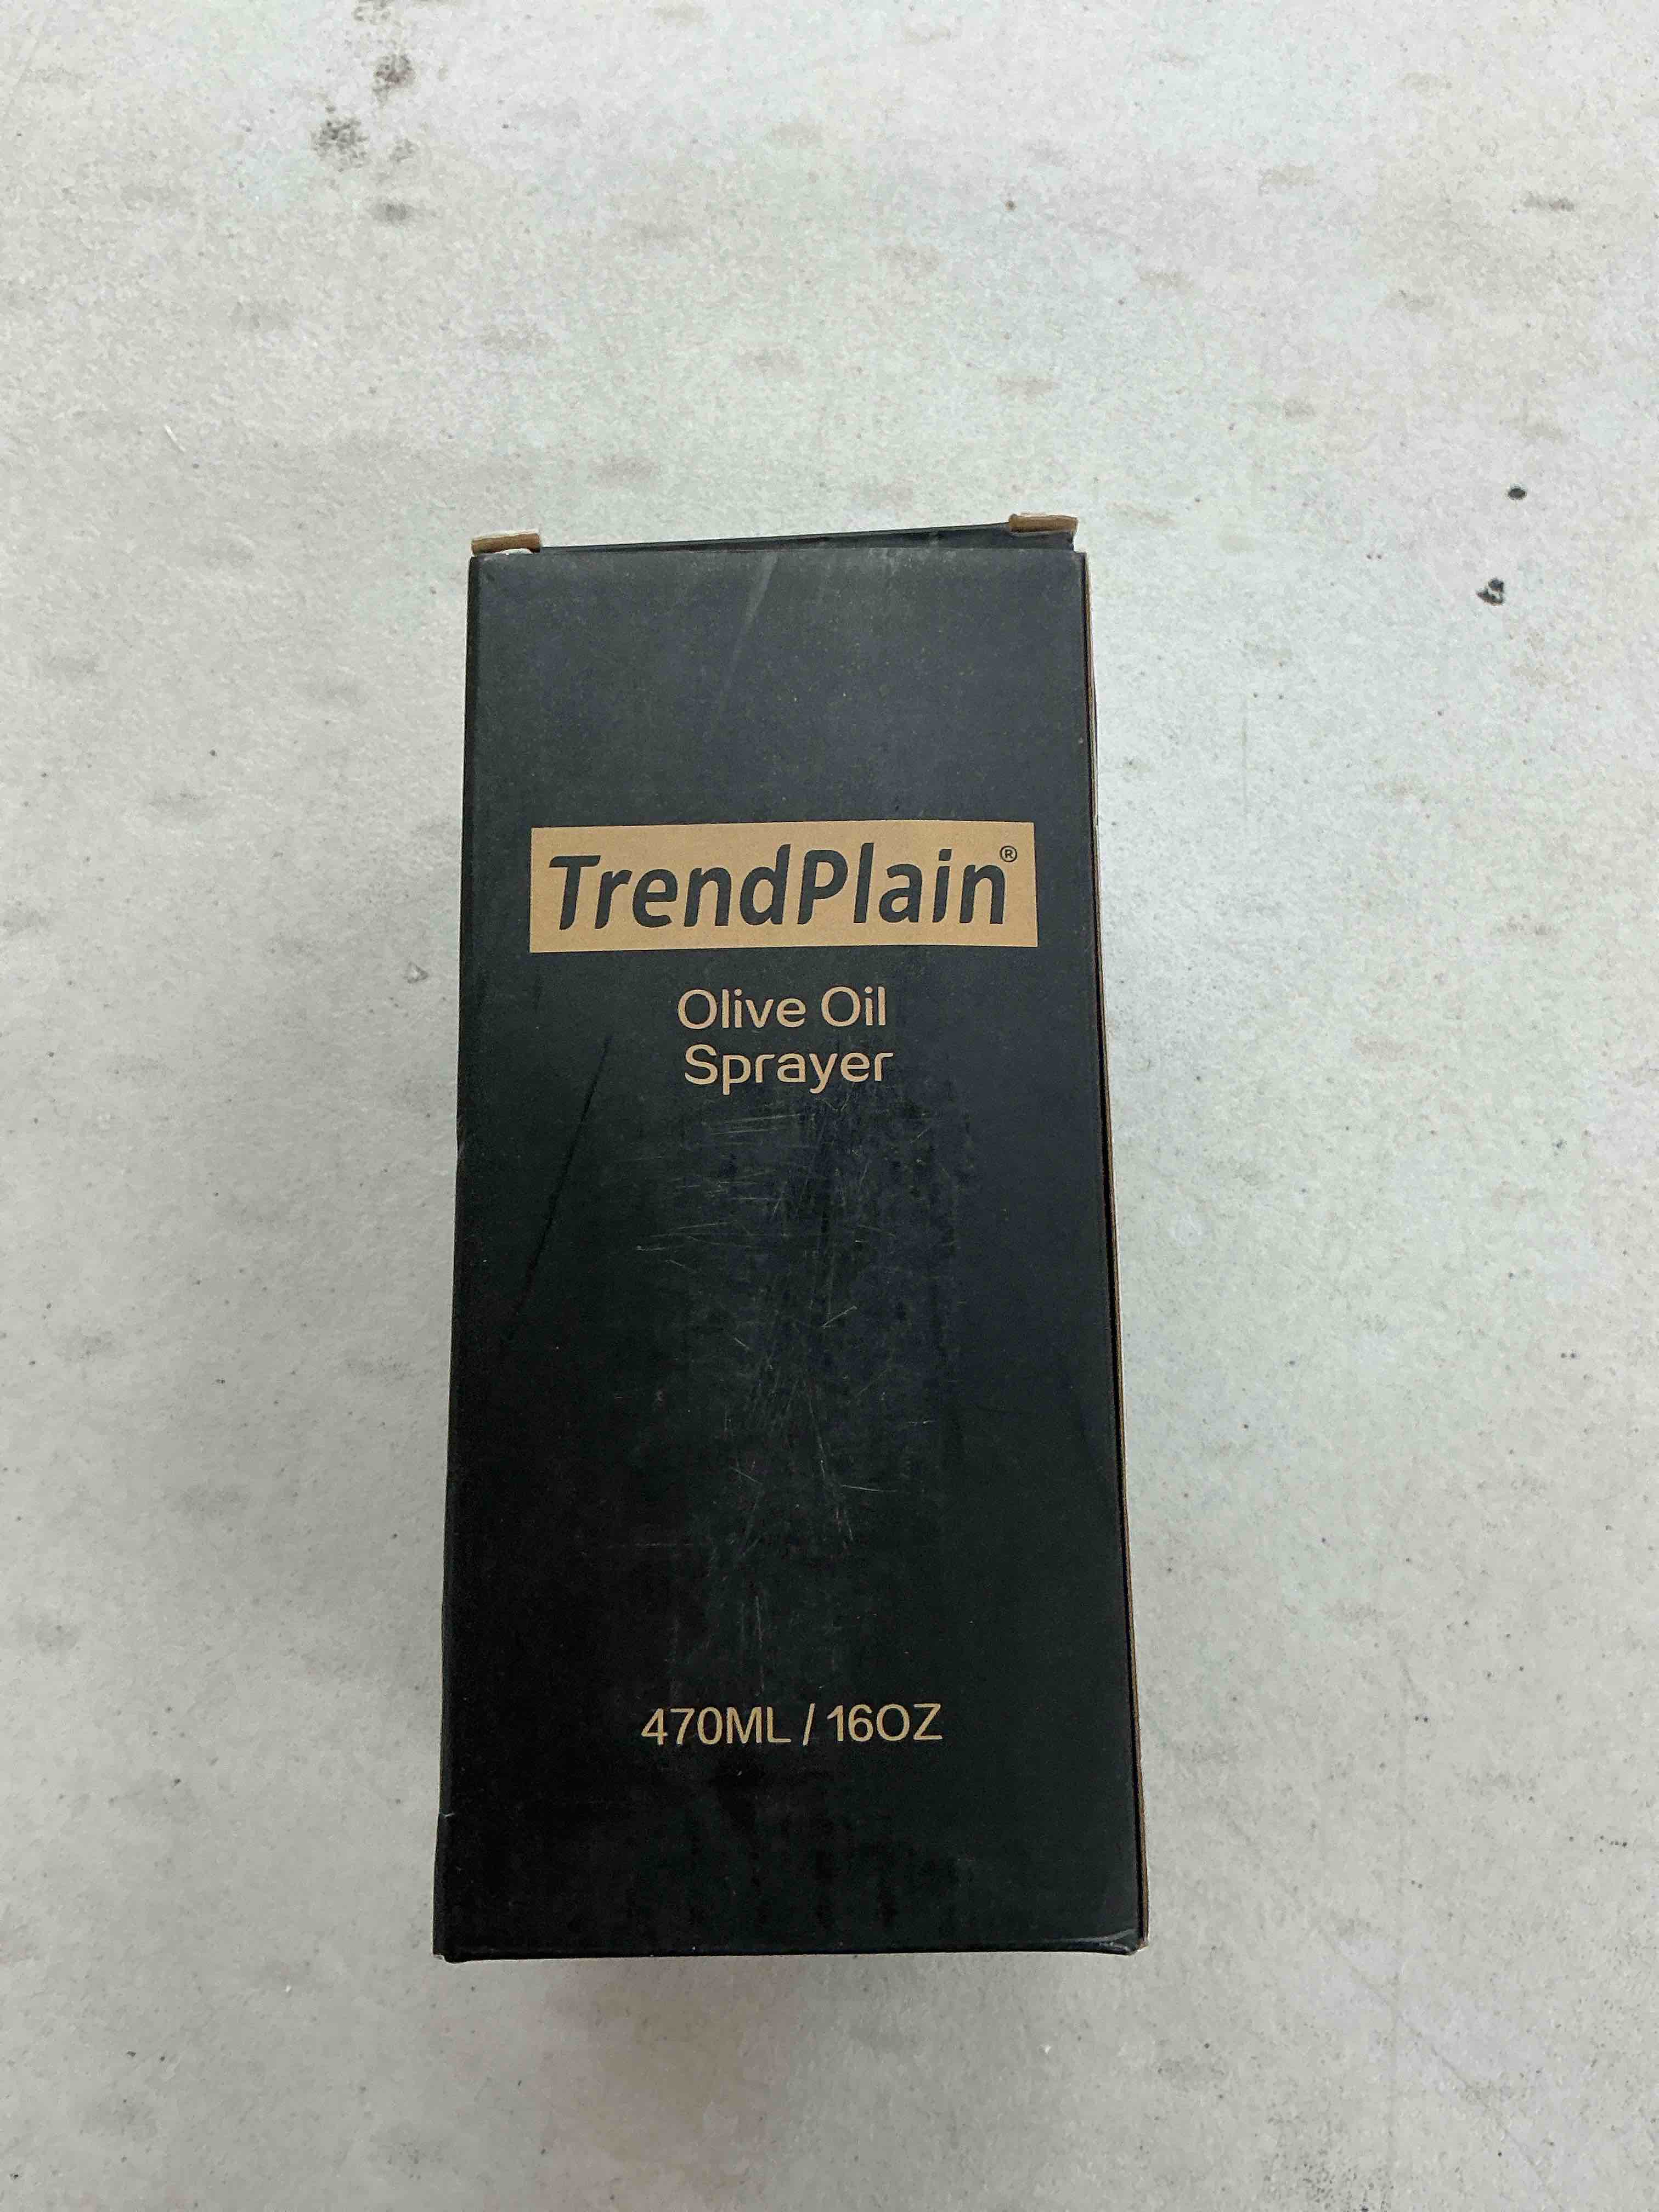 TrendPlain®
Olive Oil
Sprayer
470ML / 16OZ